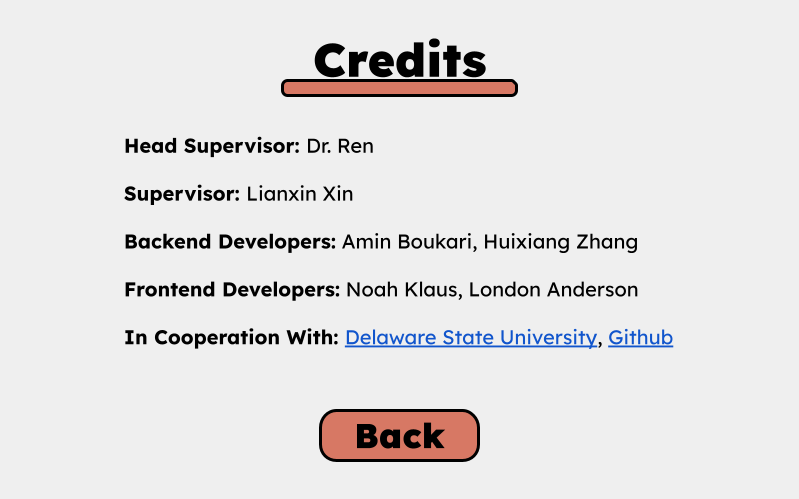 Credits
Head Supervisor: Dr. Ren
Supervisor: Lianxin Xin
Backend Developers: Amin Boukari, Huixiang Zhang
Frontend Developers: Noah Klaus, London Anderson
In Cooperation With: Delaware State University, Github
Back